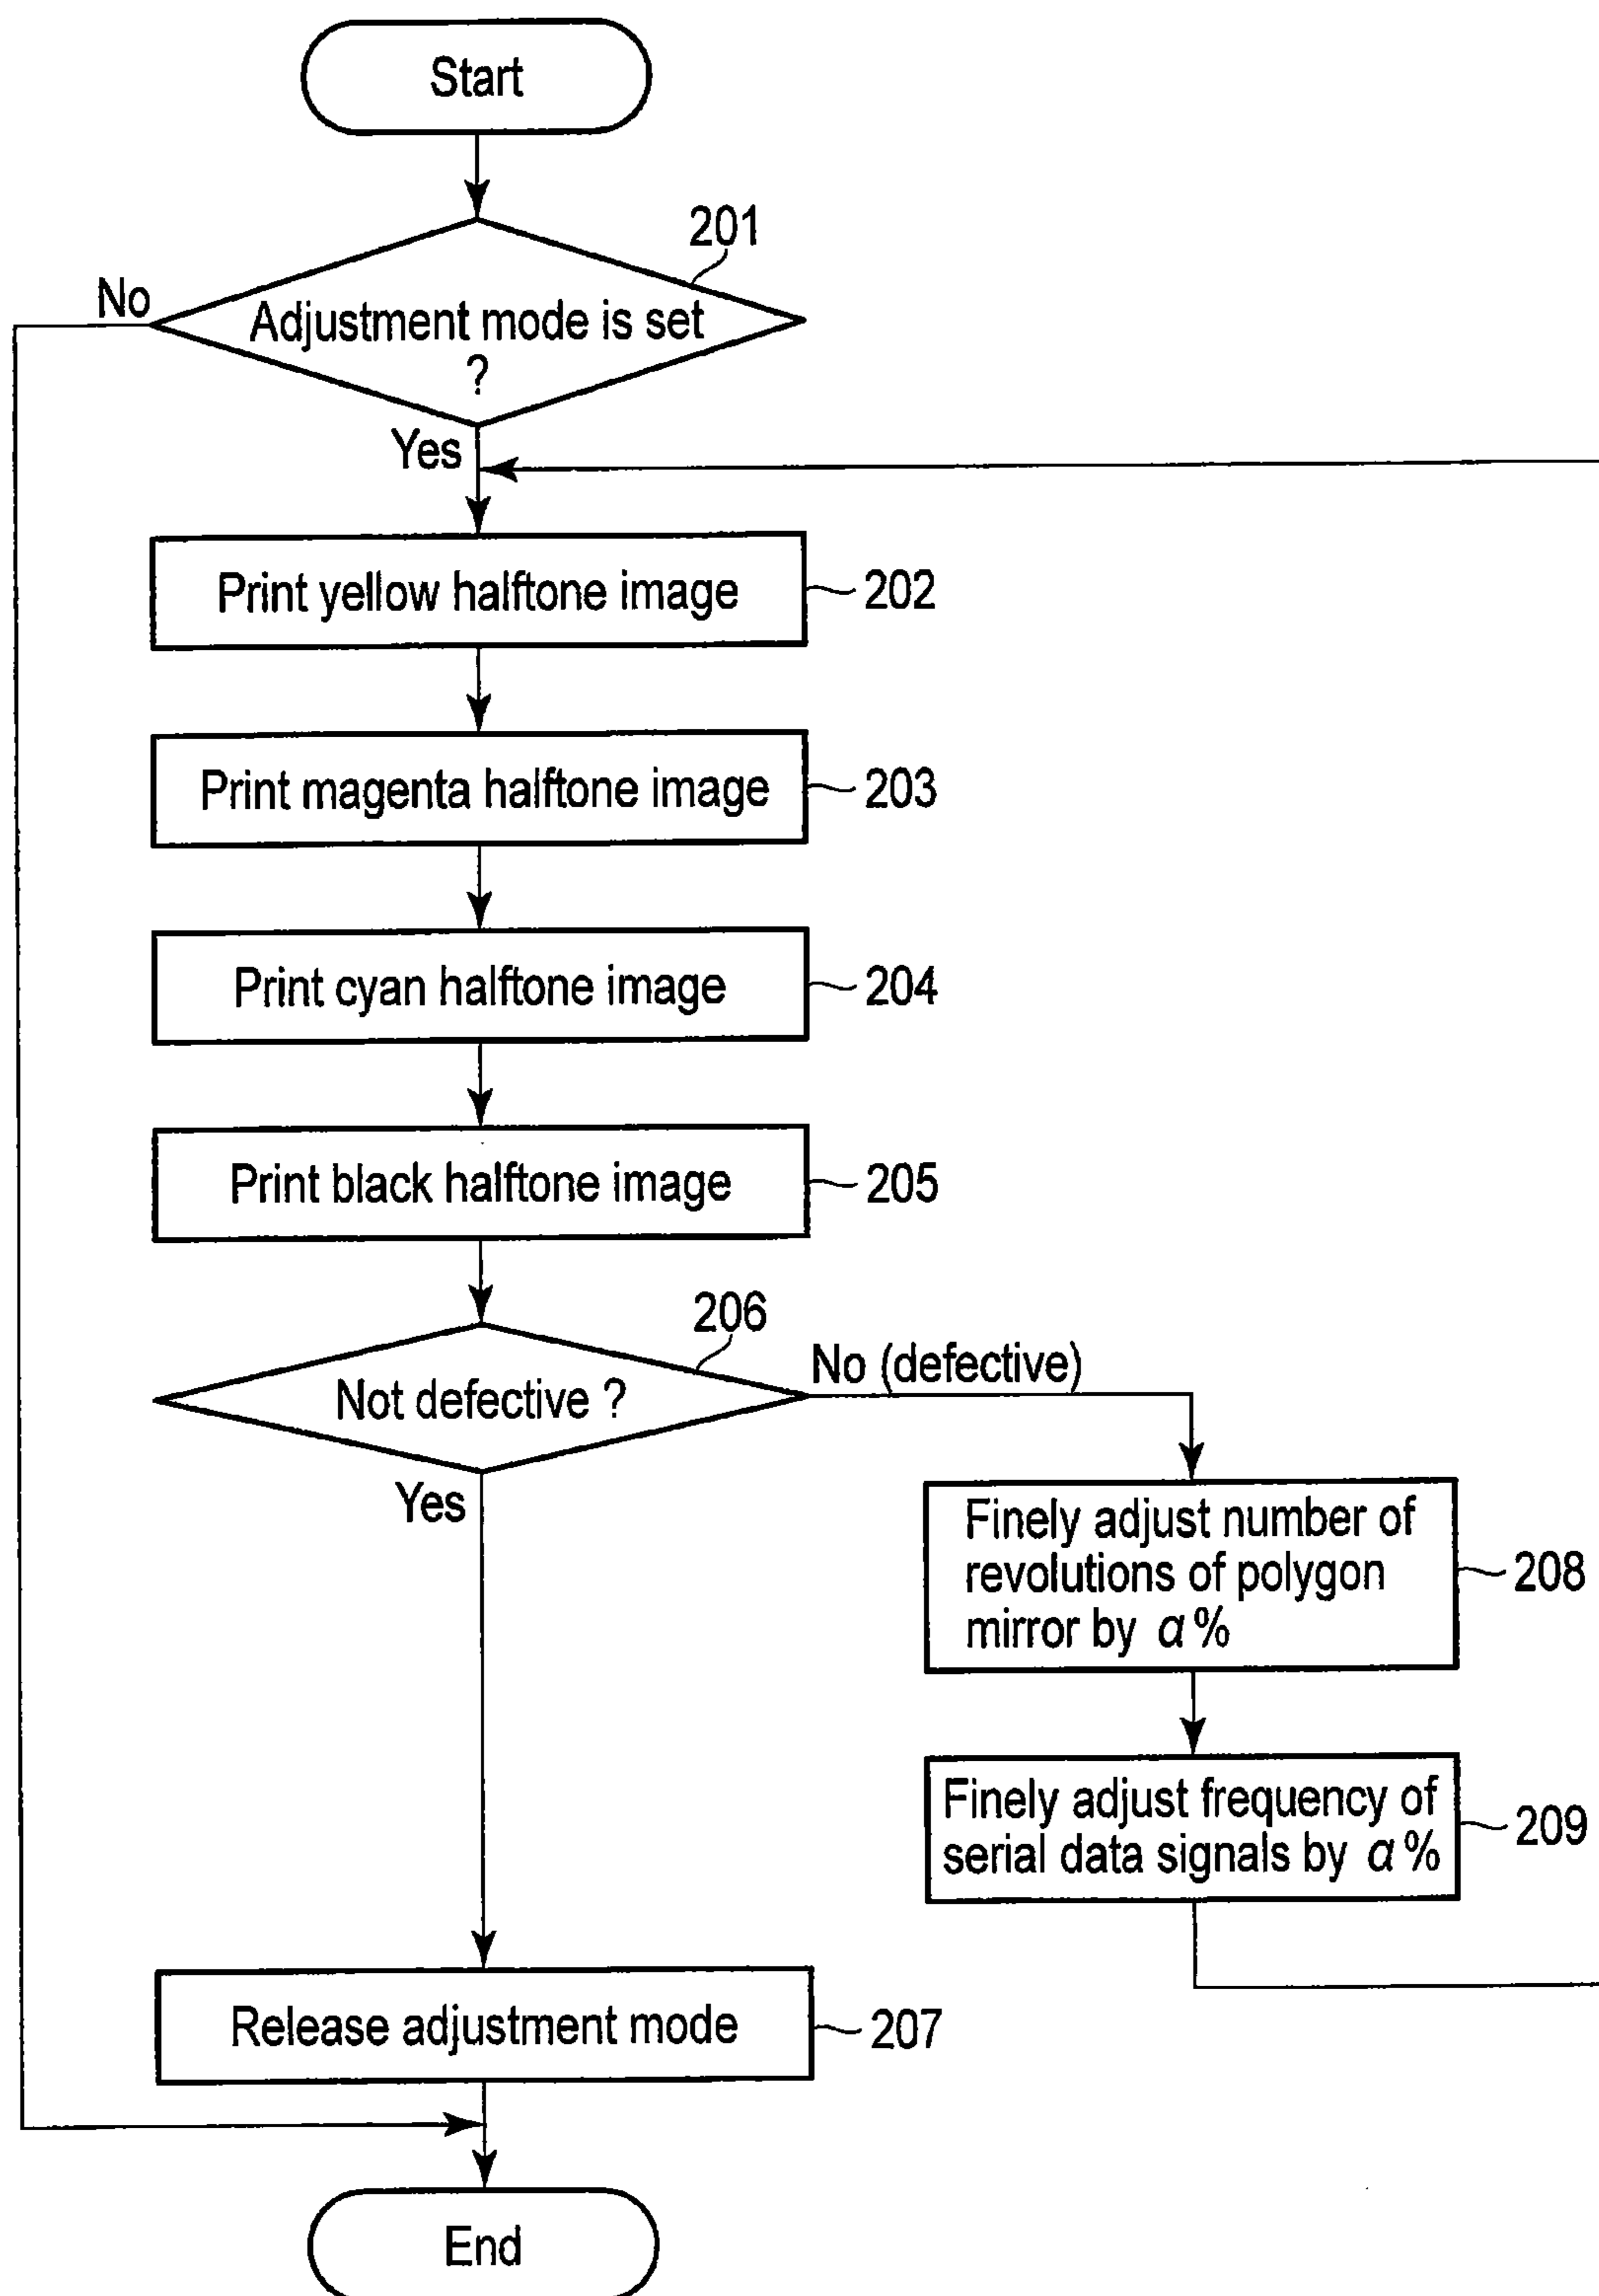 Start
201
No
Adjustment mode is set
?
Yes
Print yellow halftone image
202
Print magenta halftone image
203
Print cyan halftone image
204
Print black halftone image
205
206
Not defective ?
No (defective)
Yes
Finely adjust number of
revolutions of polygon
mirror by α%
208
Finely adjust frequency of
serial data signals by α%
209
Release adjustment mode
207
End